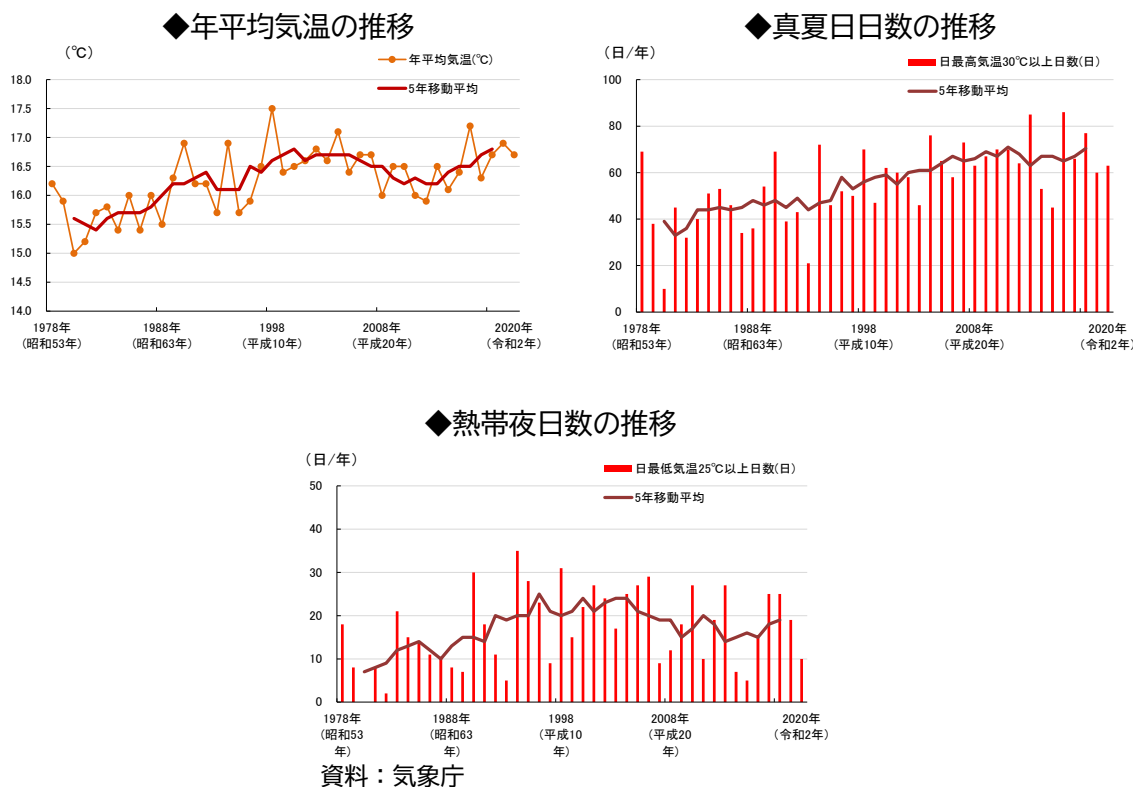 ◆年平均気温の推移
(℃)
年平均気温(℃)
5年移動平均
18.0
17.0
16.5
16.0
15.5
15.0
14.5
14.0
1978年
(昭和53年)
1988年
(昭和63年)
1998
(平成10年)
2008年
(平成20年)
2020年
(令和2年)
◆真夏日日数の推移
(日/年)
日最高気温30℃以上日数(日)
5年移動平均
100
80
60
40
20
0
1978年
(昭和53年)
1988年
(昭和63年)
1998
(平成10年)
2008年
(平成20年)
2020年
(令和2年)
◆熱帯夜日数の推移
(日/年)
日最低気温25℃以上日数(日)
5年移動平均
50
40
30
20
10
0
1978年
(昭和53
年)
1988年
(昭和63
年)
1998
(平成10
年)
2008年
(平成20
年)
2020年
(令和2年)
資料：気象庁